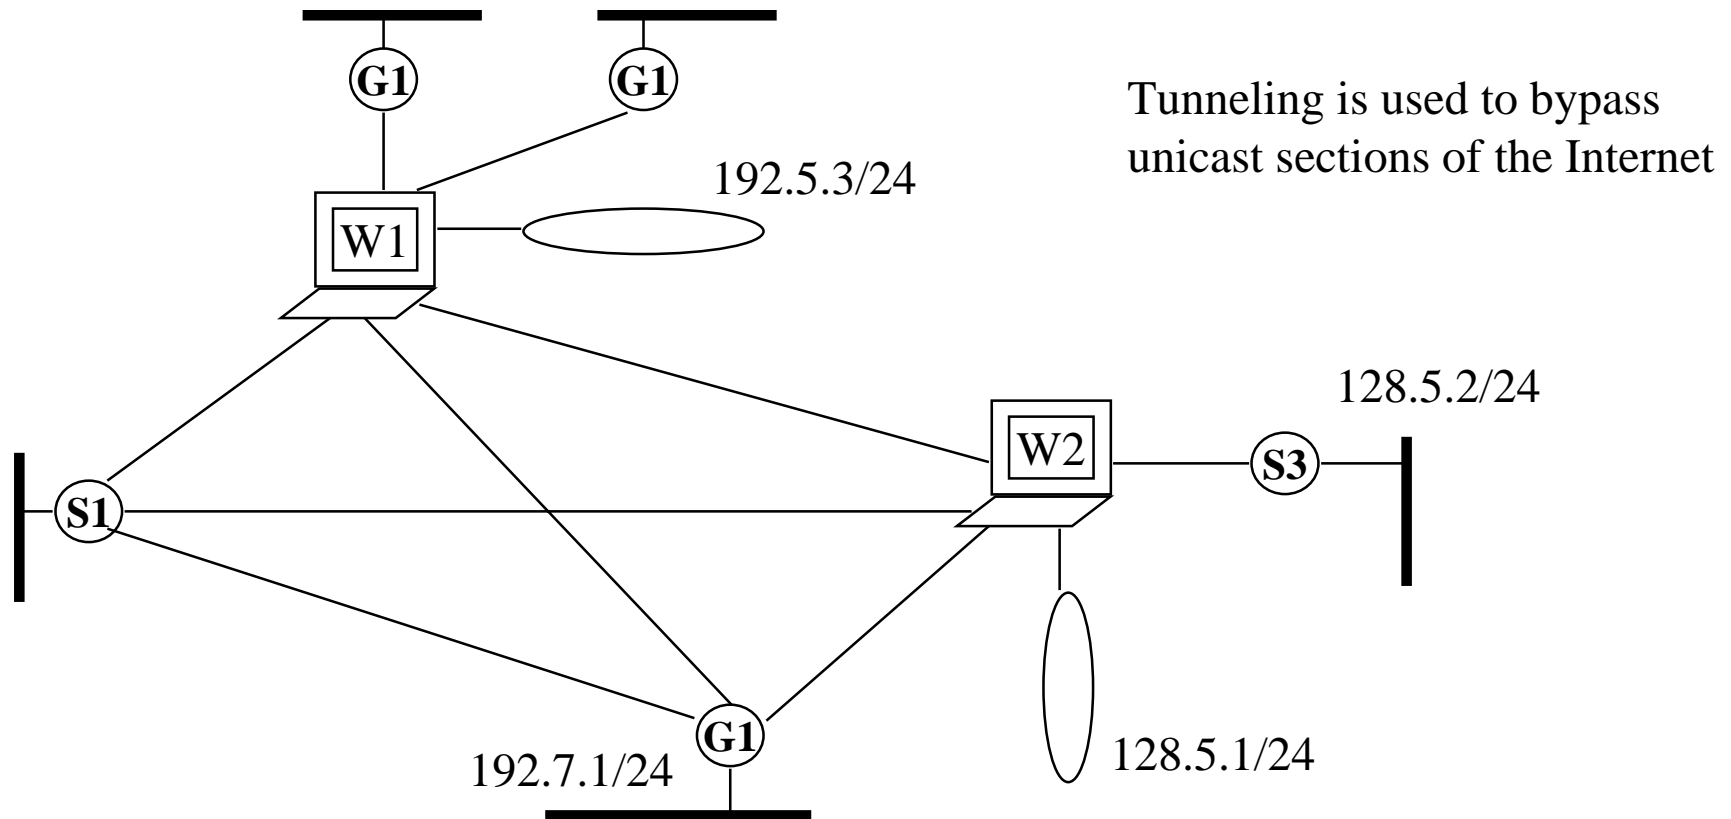 G1
G1
Tunneling is used to bypass
unicast sections of the Internet
192.5.3/24
W1
128.5.2/24
W2
S3
S1
G1
192.7.1/24
128.5.1/24